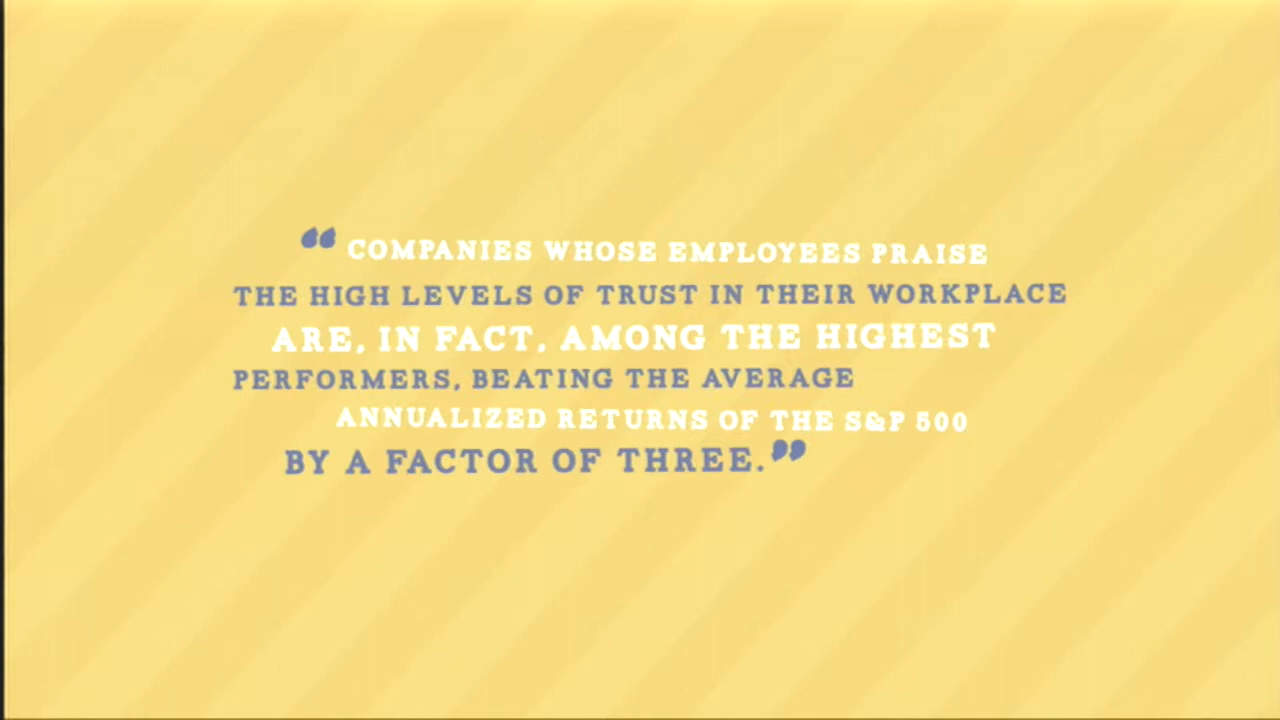 “ COMPANIES WHOSE EMPLOYEES PRAISE
THE HIGH LEVELS OF TRUST IN THEIR WORKPLACE
ARE, IN FACT, AMONG THE HIGHEST
PERFORMERS, BEATING THE AVERAGE
ANNUALIZED RETURNS OF THE S&P 500
BY A FACTOR OF THREE.”